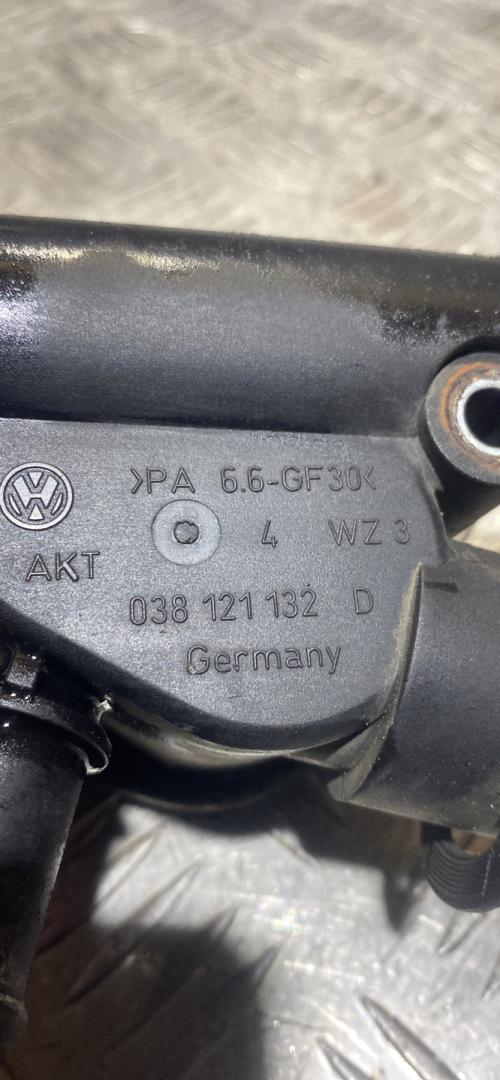 >PA 6.6-GF30<
4 WZ 3
AKT
038 121 132 D
Germany